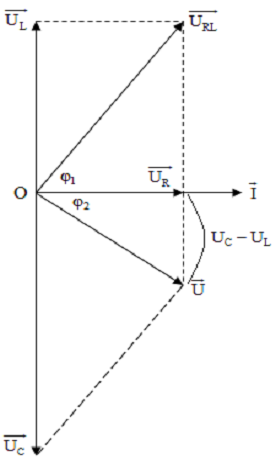 U_L U_RL
φ₁
O U_R I
φ₂ U_C − U_L
U
U_C